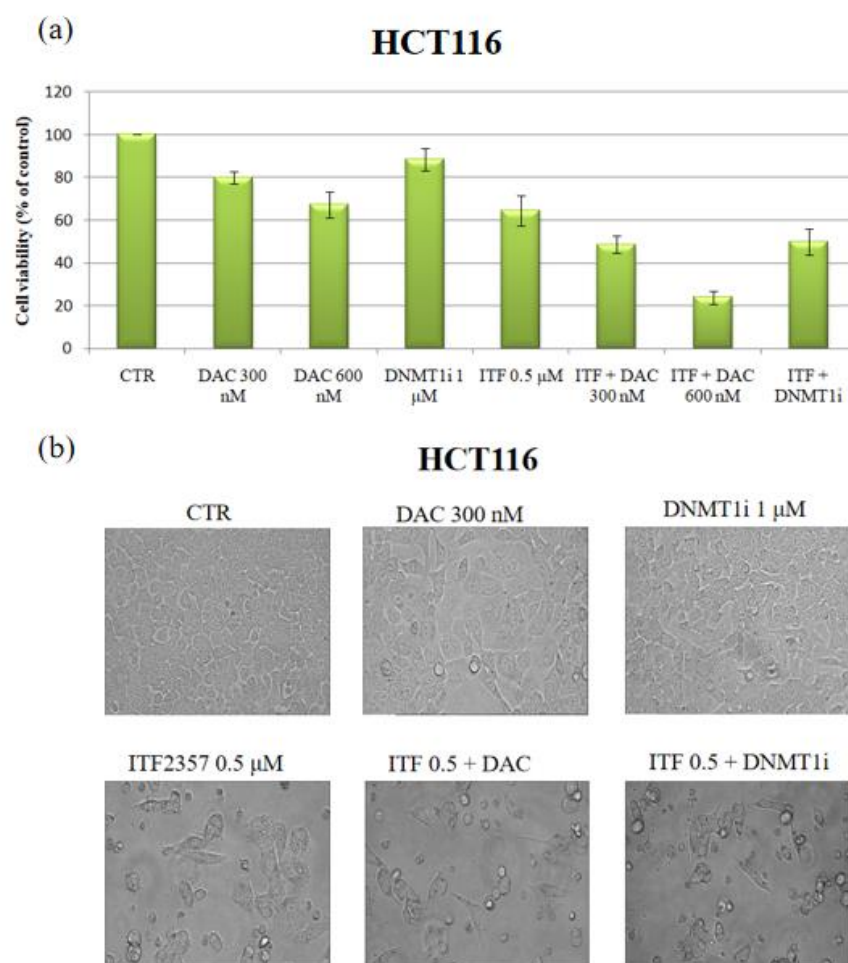 (a)
HCT116
Cell viability (% of control)
120
100
80
60
40
20
0
CTR
DAC 300
nM
DAC 600
nM
DNMT1i 1
μM
ITF 0.5 μM
ITF + DAC
300 nM
ITF + DAC
600 nM
ITF +
DNMT1i
(b)
HCT116
CTR
DAC 300 nM
DNMT1i 1 μM
ITF2357 0.5 μM
ITF 0.5 + DAC
ITF 0.5 + DNMT1i